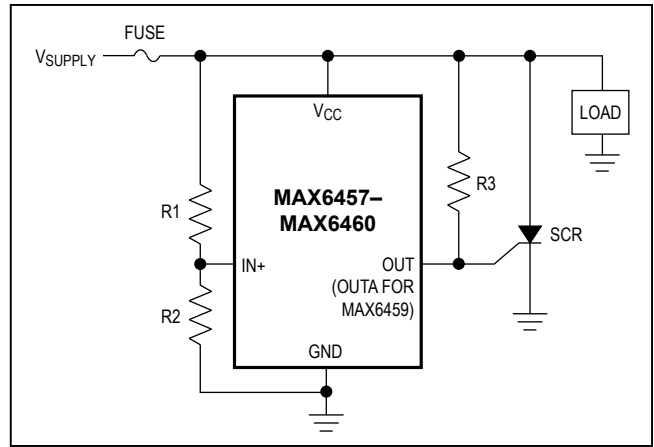 FUSE
VSUPPLY
VCC
LOAD
MAX6457–
MAX6460
R3
R1
SCR
IN+
OUT
(OUTA FOR
MAX6459)
R2
GND